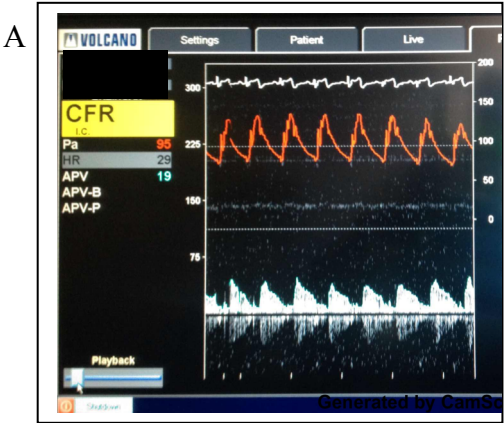 A
VOLCANO Settings Patient Live
CFR
I.C.
Pa 95
HR 29
APV 19
APV-B
APV-P
300
225
150
75
200
150
100
50
0
Playback
Shutdown
Generated by CamSc